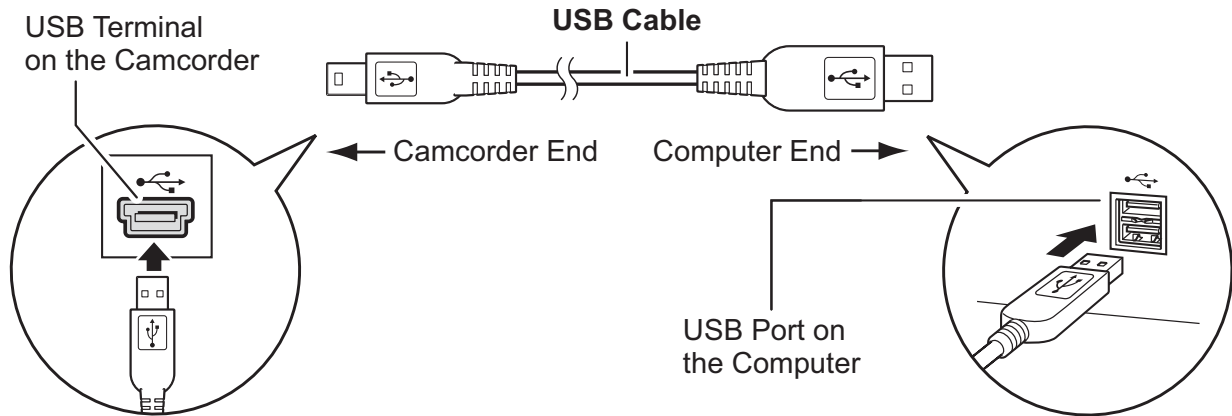 USB Terminal
on the Camcorder
USB Cable
Camcorder End
Computer End
USB Port on
the Computer